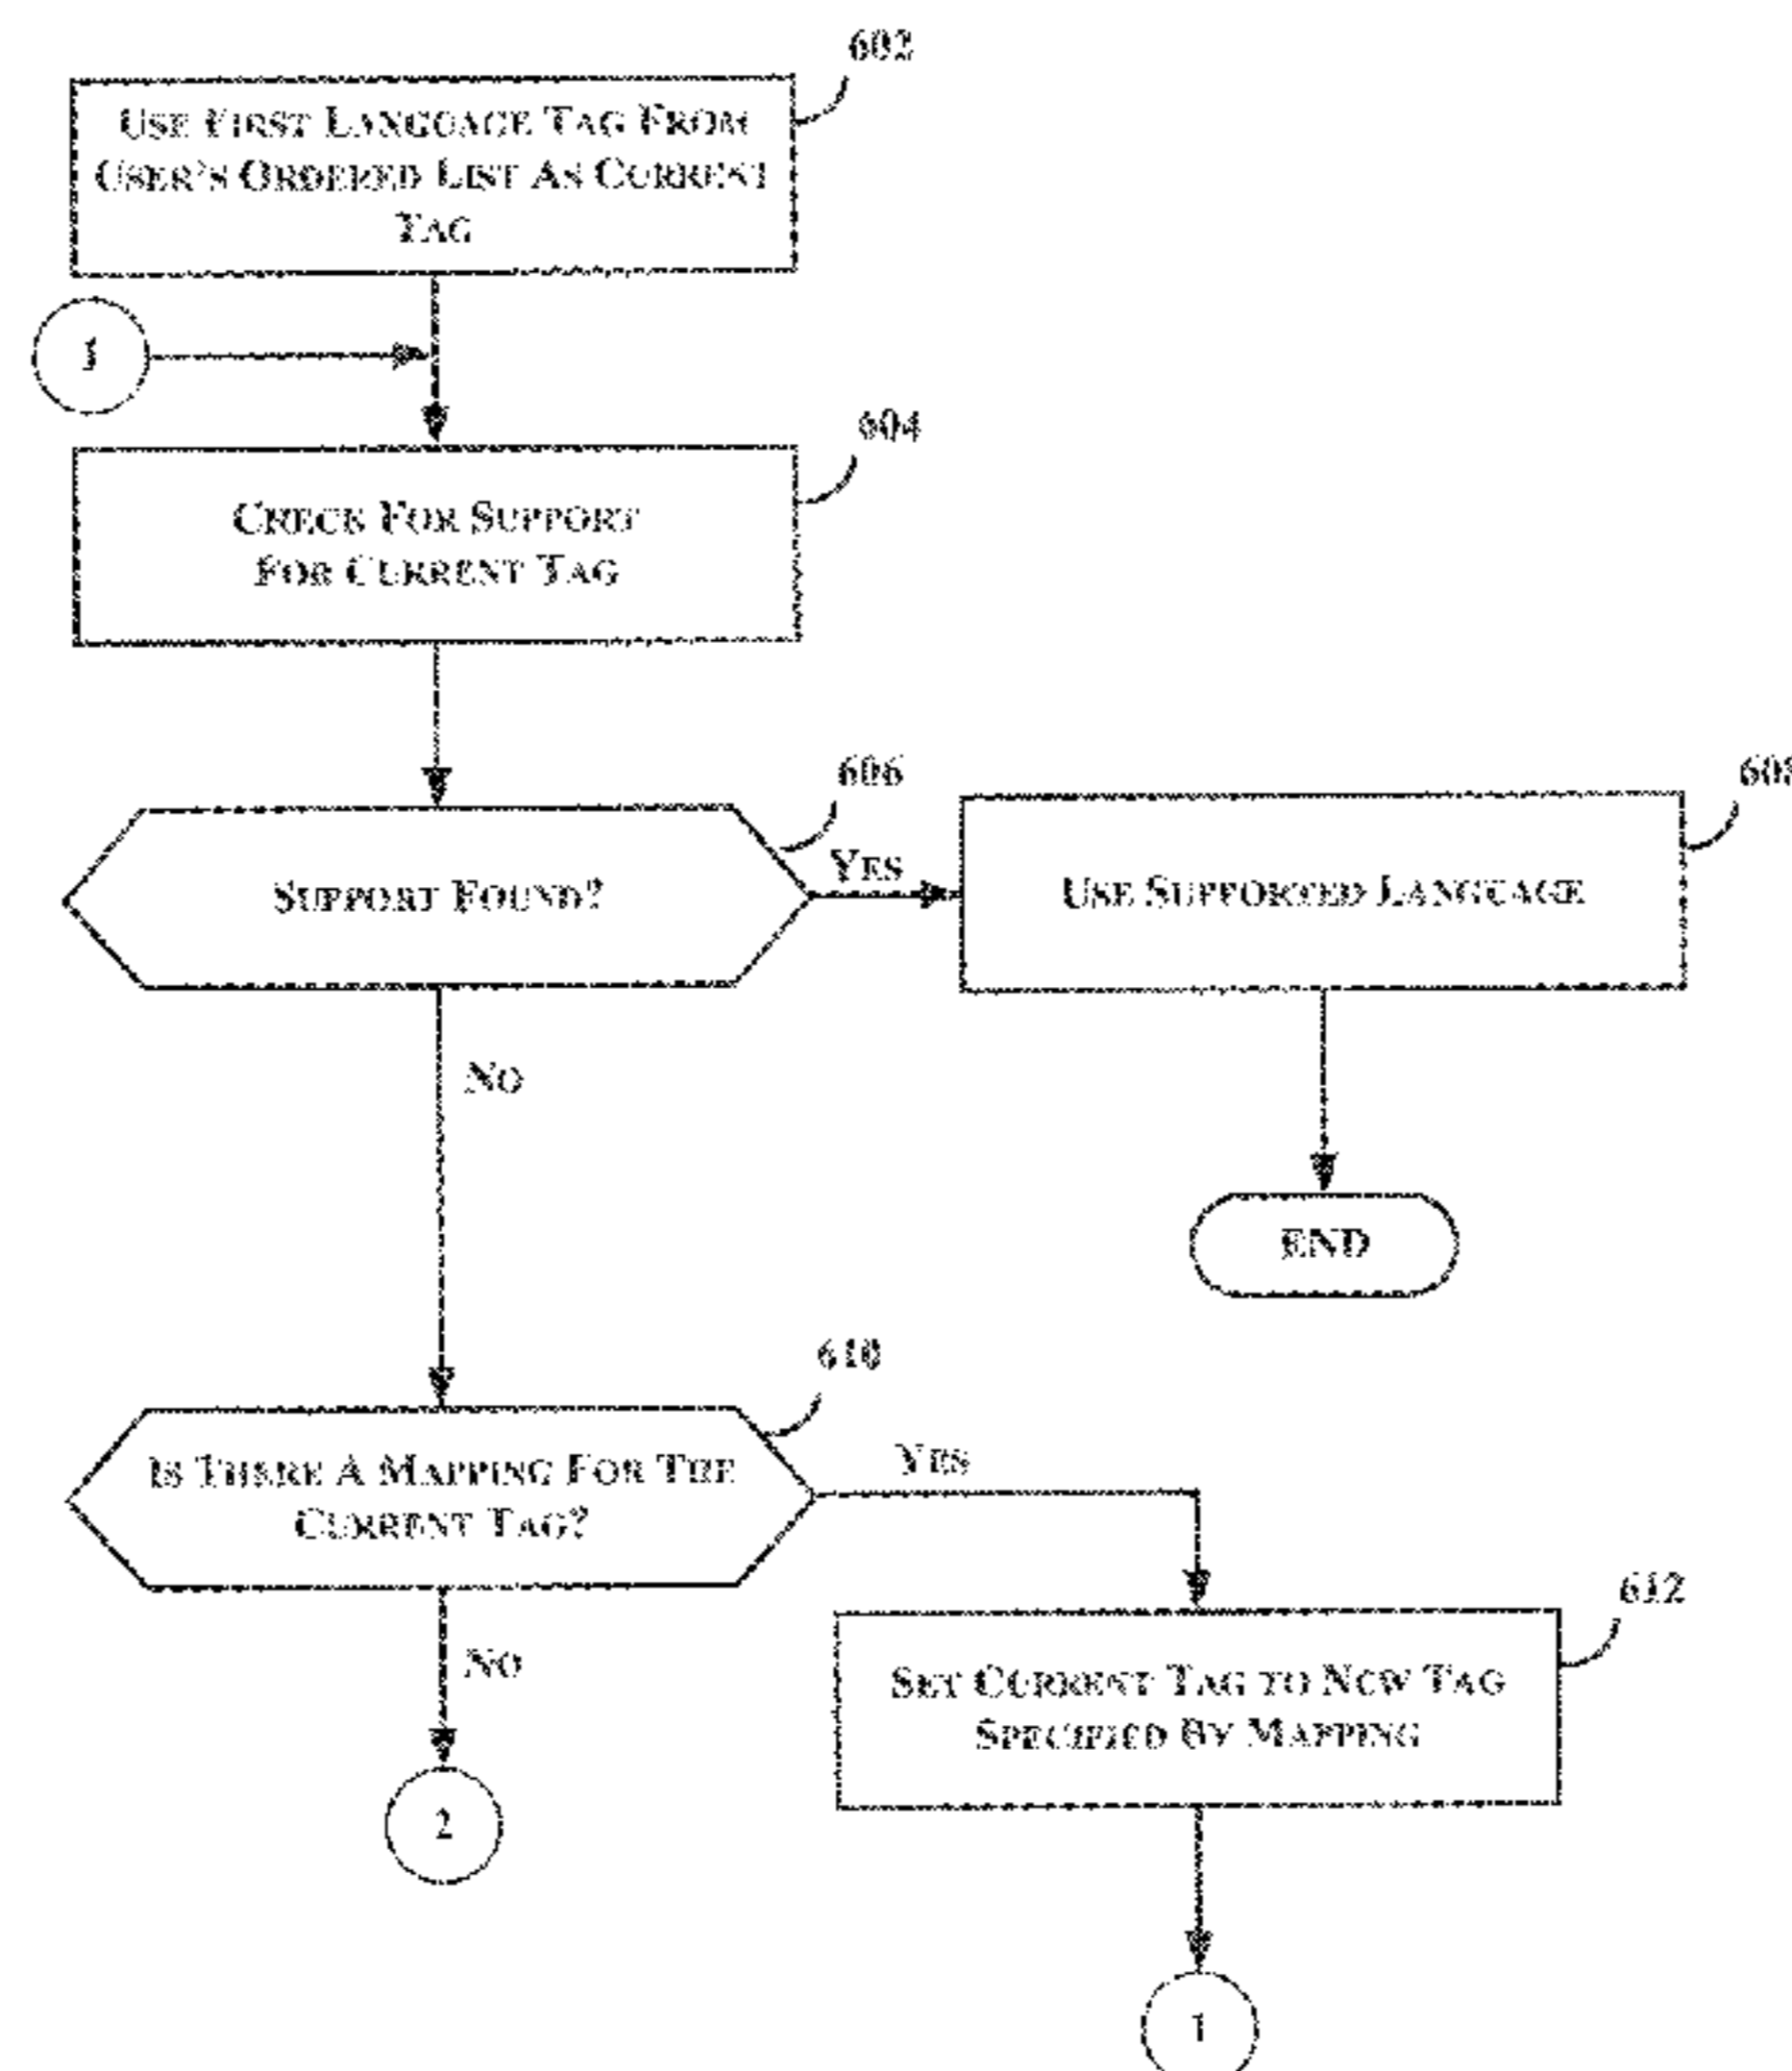 602
USE FIRST LANGUAGE TAG FROM
USER'S ORDERED LIST AS CURRENT
TAG
1
604
CHECK FOR SUPPORT
FOR CURRENT TAG
606
SUPPORT FOUND?
YES
608
USE SUPPORTED LANGUAGE
NO
END
610
IS THERE A MAPPING FOR THE
CURRENT TAG?
YES
612
NO
SET CURRENT TAG TO NEW TAG
SPECIFIED BY MAPPING
2
1